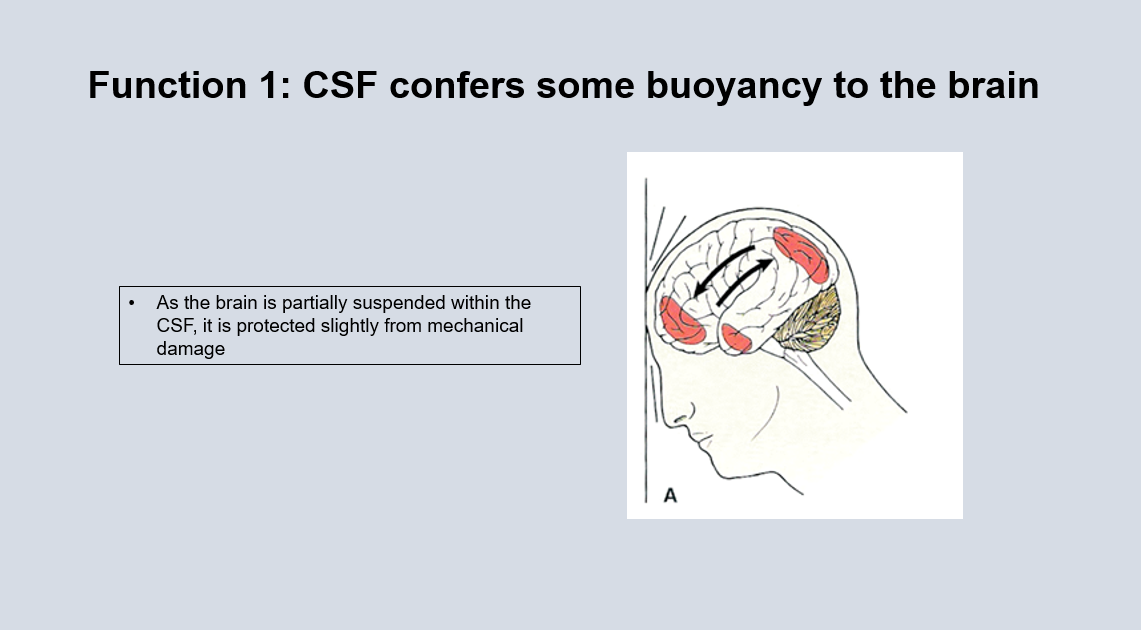 Function 1: CSF confers some buoyancy to the brain
• As the brain is partially suspended within the
CSF, it is protected slightly from mechanical
damage
A